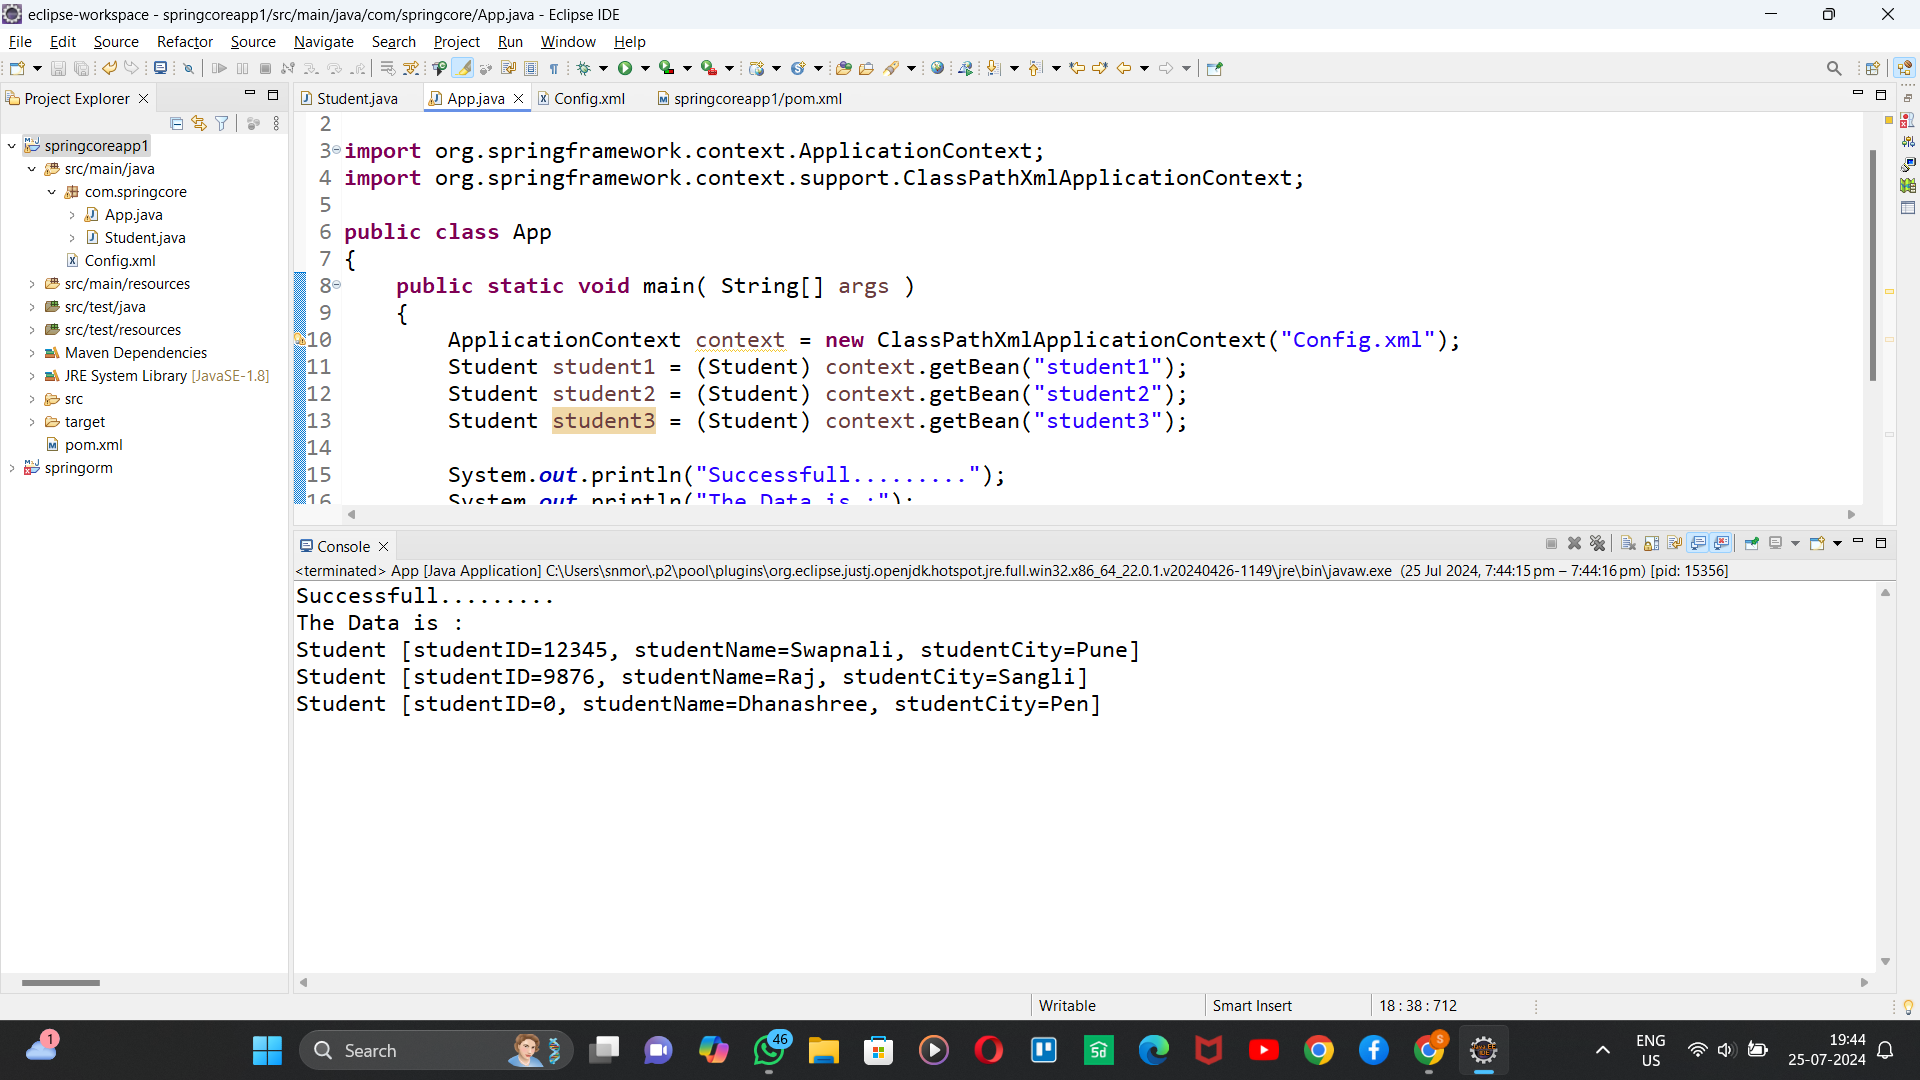 eclipse-workspace - springcoreapp1/src/main/java/com/springcore/App.java - Eclipse IDE
File Edit Source Refactor Source Navigate Search Project Run Window Help
Project Explorer
springcoreapp1
src/main/java
com.springcore
App.java
Student.java
Config.xml
src/main/resources
src/test/java
src/test/resources
Maven Dependencies
JRE System Library [JavaSE-1.8]
src
target
pom.xml
springorm
Student.java App.java Config.xml springcoreapp1/pom.xml
2
3 import org.springframework.context.ApplicationContext;
4 import org.springframework.context.support.ClassPathXmlApplicationContext;
5
6 public class App
7 {
8 public static void main( String[] args )
9 {
10 ApplicationContext context = new ClassPathXmlApplicationContext("Config.xml");
11 Student student1 = (Student) context.getBean("student1");
12 Student student2 = (Student) context.getBean("student2");
13 Student student3 = (Student) context.getBean("student3");
14
15 System.out.println("Successfull.........");
16 System.out.println("The Data is :");
Console
<terminated> App [Java Application] C:\Users\snmor\.p2\pool\plugins\org.eclipse.justj.openjdk.hotspot.jre.full.win32.x86_64_22.0.1.v20240426-1149\jre\bin\javaw.exe (25 Jul 2024, 7:44:15 pm – 7:44:16 pm) [pid: 15356]
Successfull.........
The Data is :
Student [studentID=12345, studentName=Swapnali, studentCity=Pune]
Student [studentID=9876, studentName=Raj, studentCity=Sangli]
Student [studentID=0, studentName=Dhanashree, studentCity=Pen]
Writable Smart Insert 18 : 38 : 712
1
Search
46
S
ENG
US
19:44
25-07-2024